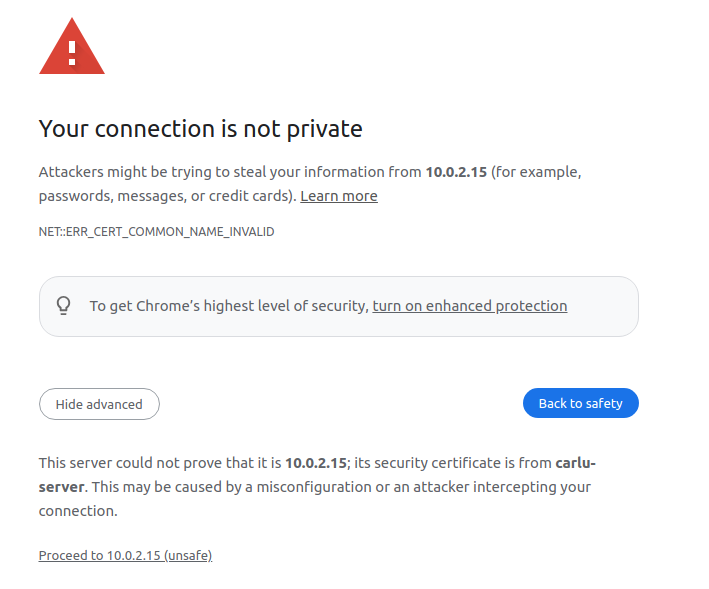 Your connection is not private
Attackers might be trying to steal your information from 10.0.2.15 (for example,
passwords, messages, or credit cards). Learn more
NET::ERR_CERT_COMMON_NAME_INVALID
To get Chrome’s highest level of security, turn on enhanced protection
Hide advanced
Back to safety
This server could not prove that it is 10.0.2.15; its security certificate is from carlu-
server. This may be caused by a misconfiguration or an attacker intercepting your
connection.
Proceed to 10.0.2.15 (unsafe)